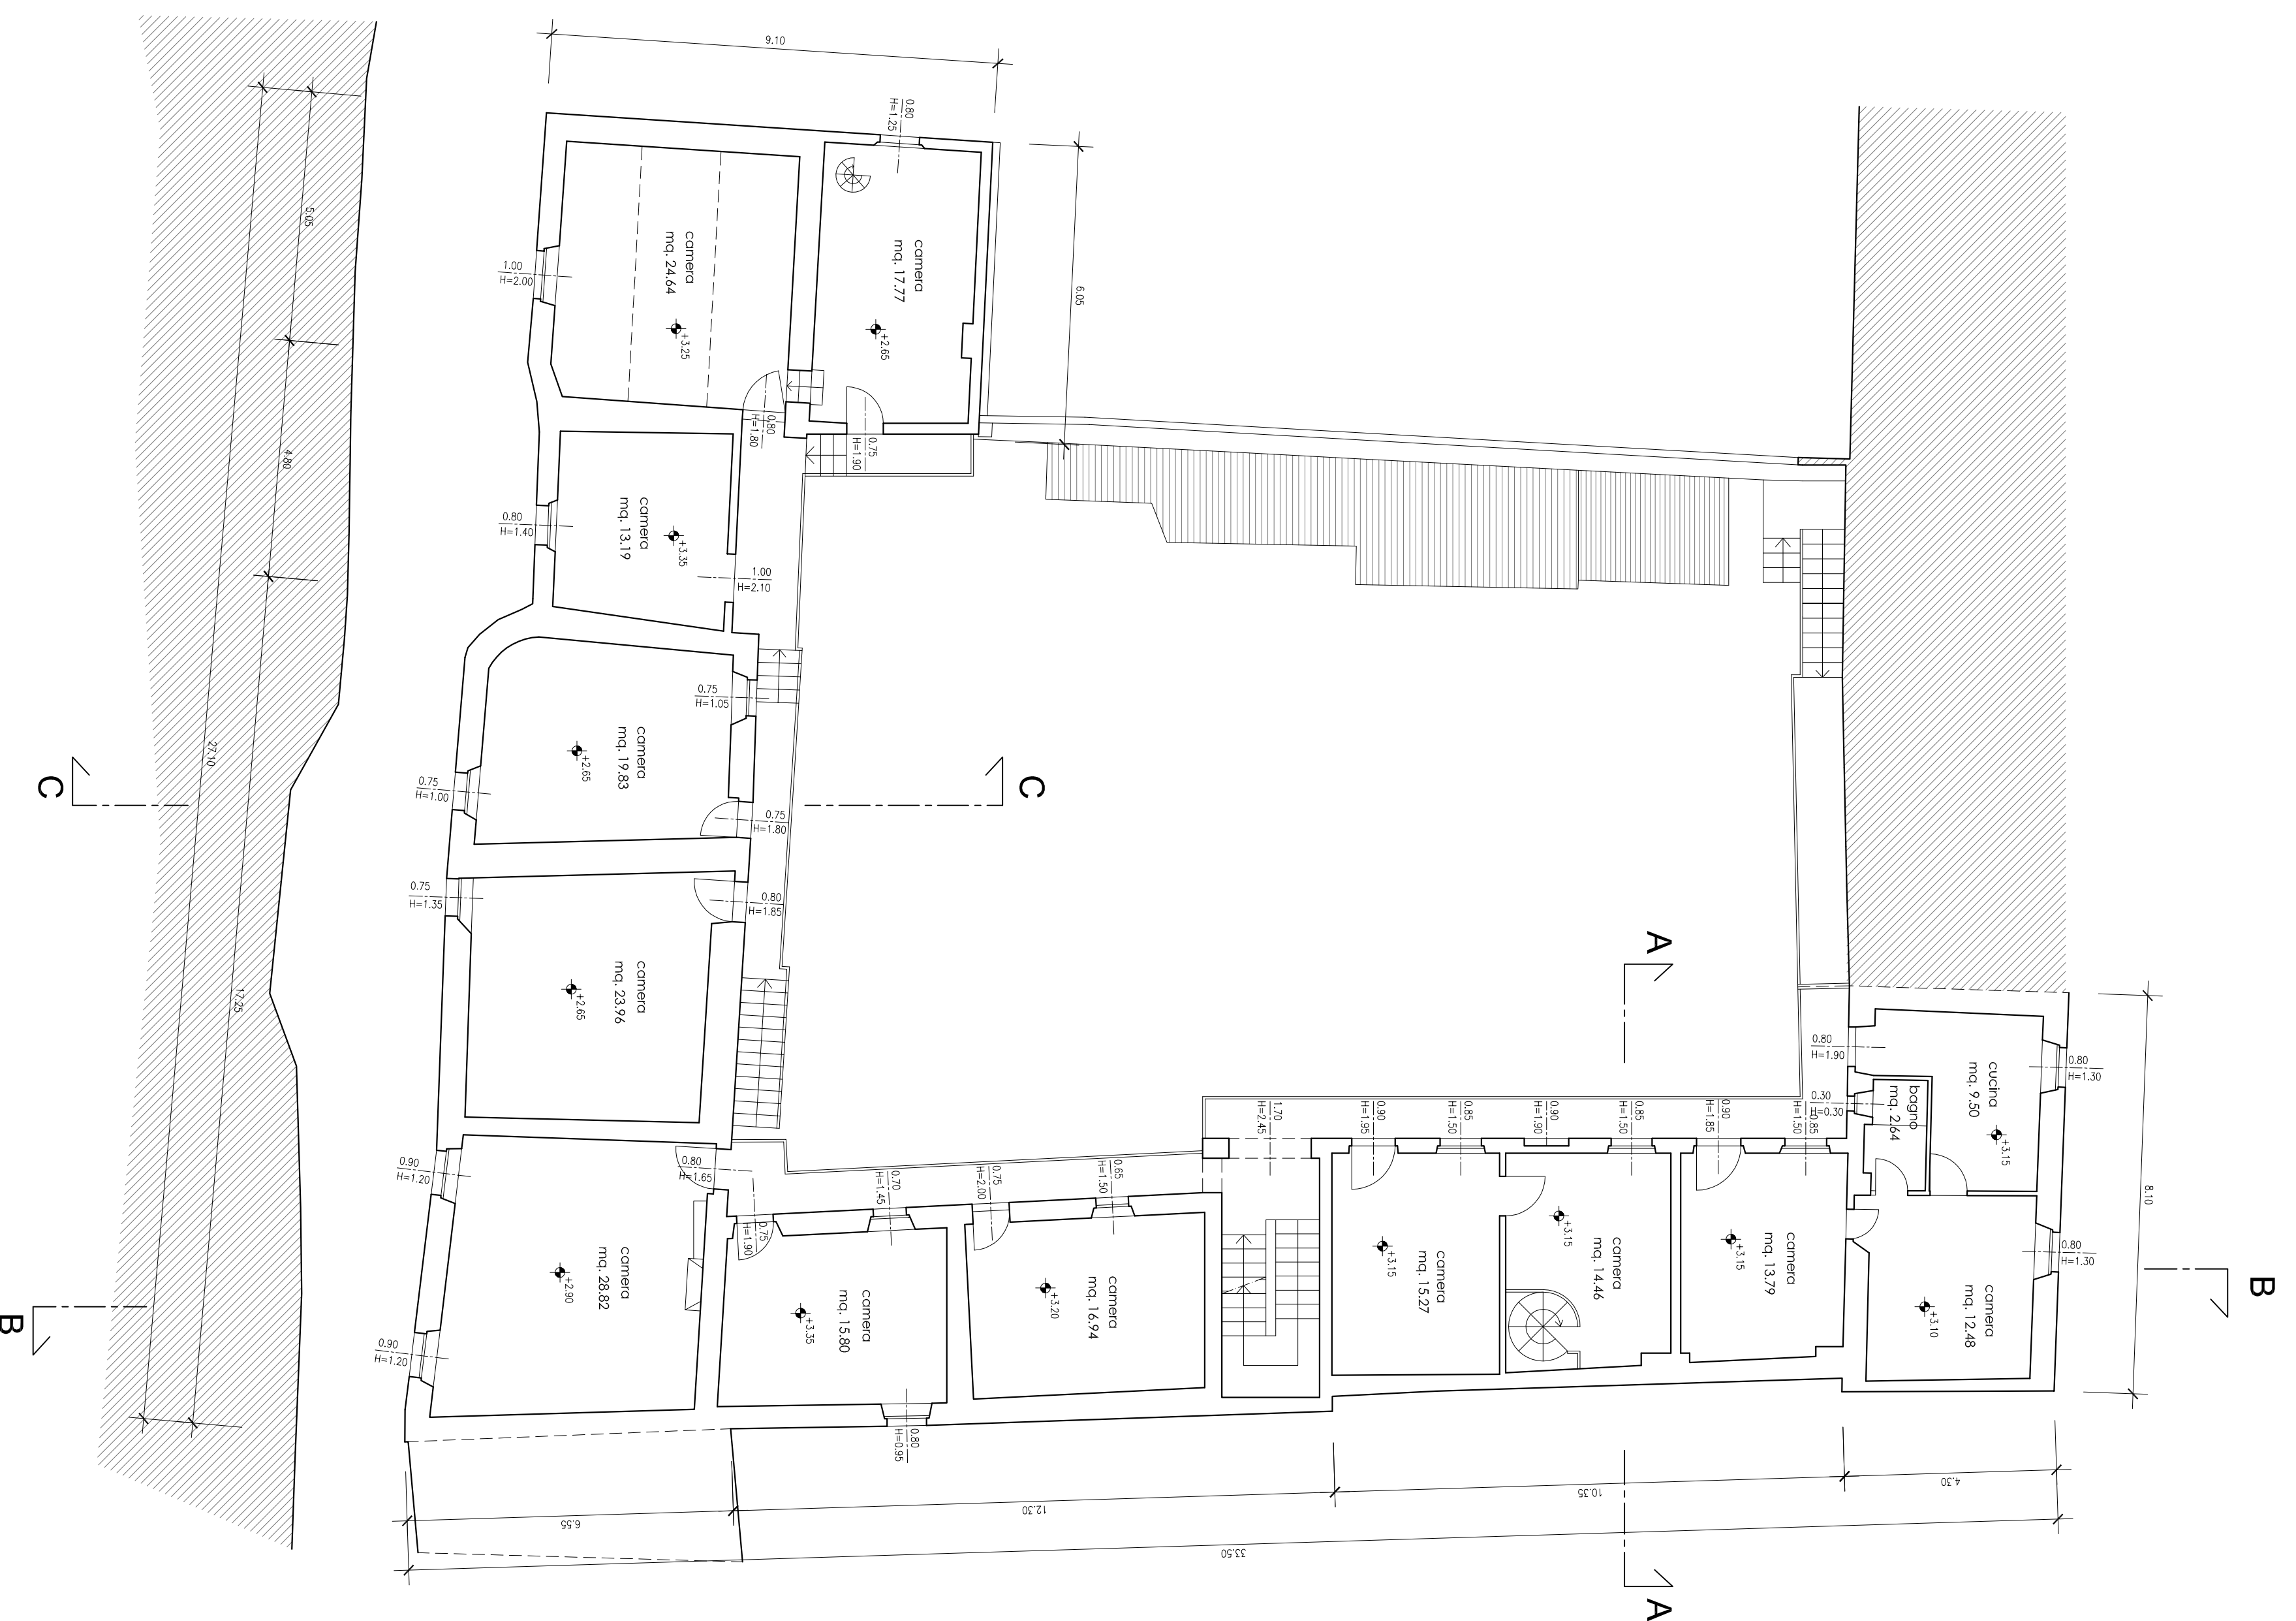 9.10
0.80
H=1.25
6.05
5.05
camera
mq. 24.64
+3.25
camera
mq. 17.77
+2.65
1.00
H=2.00
0.80
H=1.80
0.75
H=1.90
4.80
0.80
H=1.40
camera
mq. 13.19
+3.35
1.00
H=2.10
0.75
H=1.05
27.10
C
0.75
H=1.00
camera
mq. 19.83
+2.65
0.75
H=1.80
C
0.75
H=1.35
0.80
H=1.85
17.25
camera
mq. 23.96
+2.65
A
0.80
H=1.90
cucina
mq. 9.50
+3.15
0.80
H=1.30
0.30
H=0.30
bagno
mq. 2.64
8.10
1.70
H=2.45
0.90
H=1.95
0.85
H=1.50
0.90
H=1.90
0.85
H=1.50
0.90
H=1.85
0.85
H=1.50
0.90
H=1.20
0.80
H=1.65
0.75
H=1.90
0.70
H=1.45
0.75
H=2.00
0.65
H=1.50
camera
mq. 28.82
+2.90
camera
mq. 15.80
+3.35
camera
mq. 16.94
+3.20
camera
mq. 15.27
+3.15
camera
mq. 14.46
+3.15
camera
mq. 13.79
+3.15
camera
mq. 12.48
+3.10
0.80
H=1.30
B
B
0.90
H=1.20
0.80
H=0.95
6.55
12.30
10.35
4.30
33.50
A